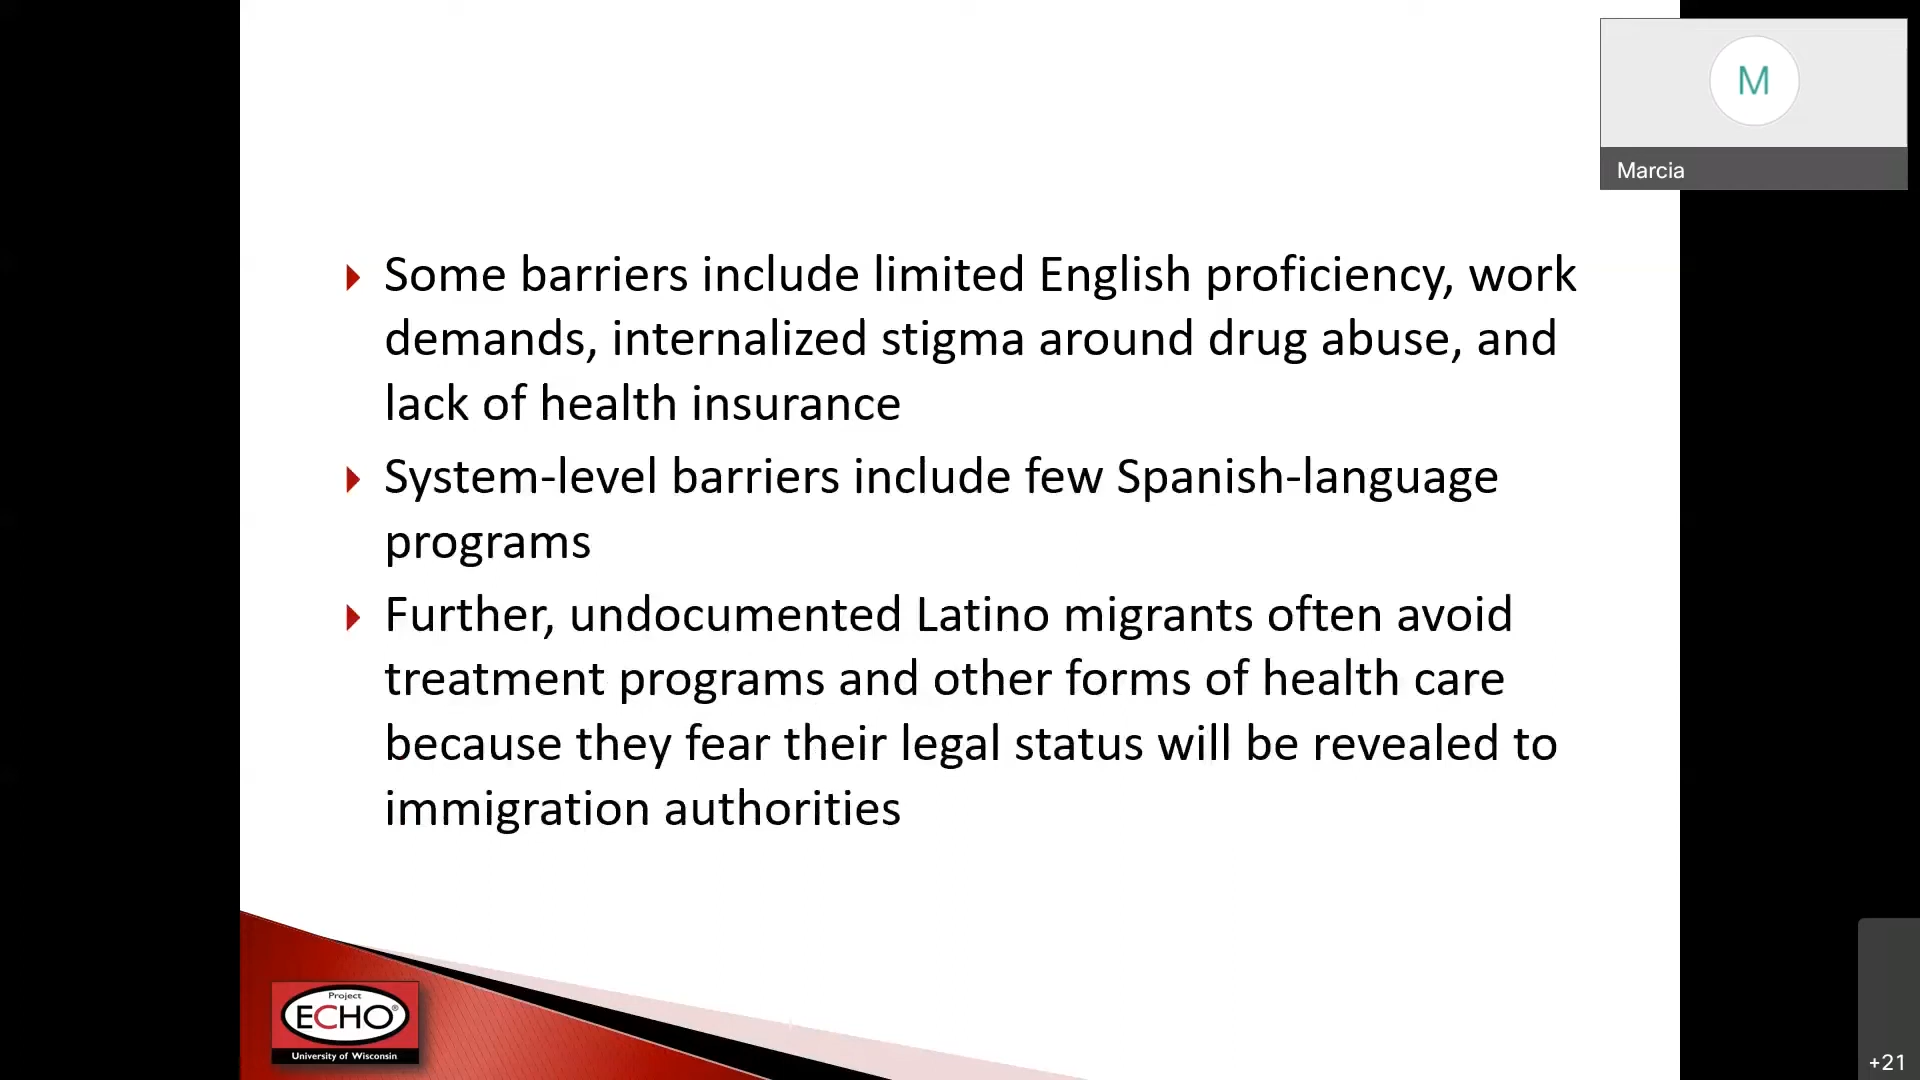 M
Marcia
Some barriers include limited English proficiency, work
demands, internalized stigma around drug abuse, and
lack of health insurance
System-level barriers include few Spanish-language
programs
Further, undocumented Latino migrants often avoid
treatment programs and other forms of health care
because they fear their legal status will be revealed to
immigration authorities
Project
ECHO®
University of Wisconsin
+21